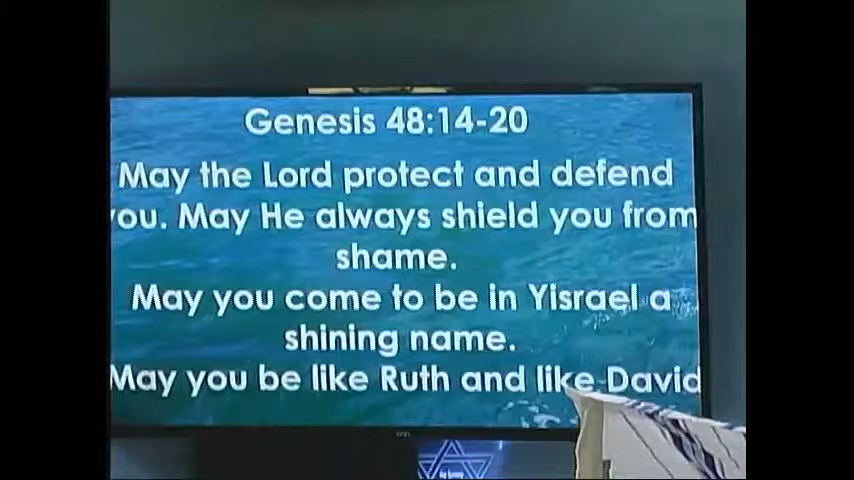 Genesis 48:14-20
May the Lord protect and defend
you. May He always shield you from
shame.
May you come to be in Yisrael a
shining name.
May you be like Ruth and like David